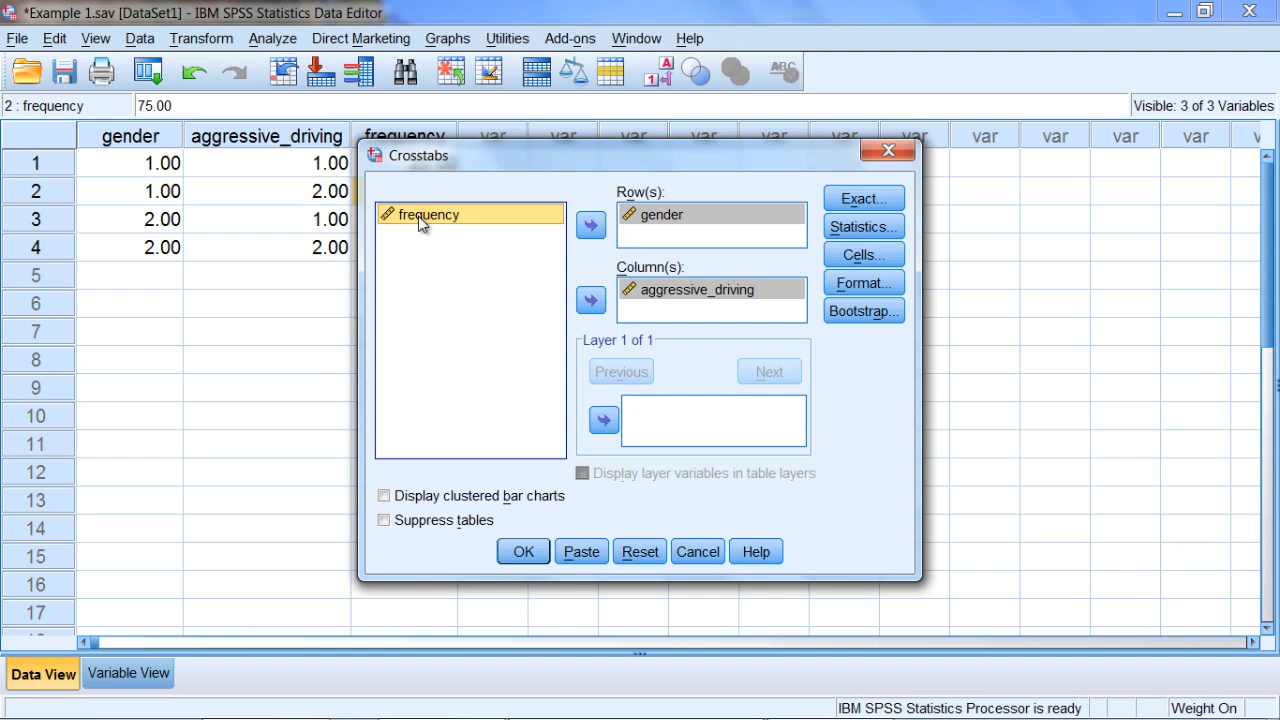 *Example 1.sav [DataSet1] - IBM SPSS Statistics Data Editor
File Edit View Data Transform Analyze Direct Marketing Graphs Utilities Add-ons Window Help
2 : frequency 75.00 Visible: 3 of 3 Variables
gender aggressive_driving frequency var var var var var var var var var var var
1 1.00 1.00
2 1.00 2.00
3 2.00 1.00
4 2.00 2.00
5
6
7
8
9
10
11
12
13
14
15
16
17
Crosstabs
frequency
Row(s):
gender
Column(s):
aggressive_driving
Layer 1 of 1
Previous Next
Display layer variables in table layers
Exact...
Statistics...
Cells...
Format...
Bootstrap...
Display clustered bar charts
Suppress tables
OK Paste Reset Cancel Help
Data View Variable View
IBM SPSS Statistics Processor is ready Weight On